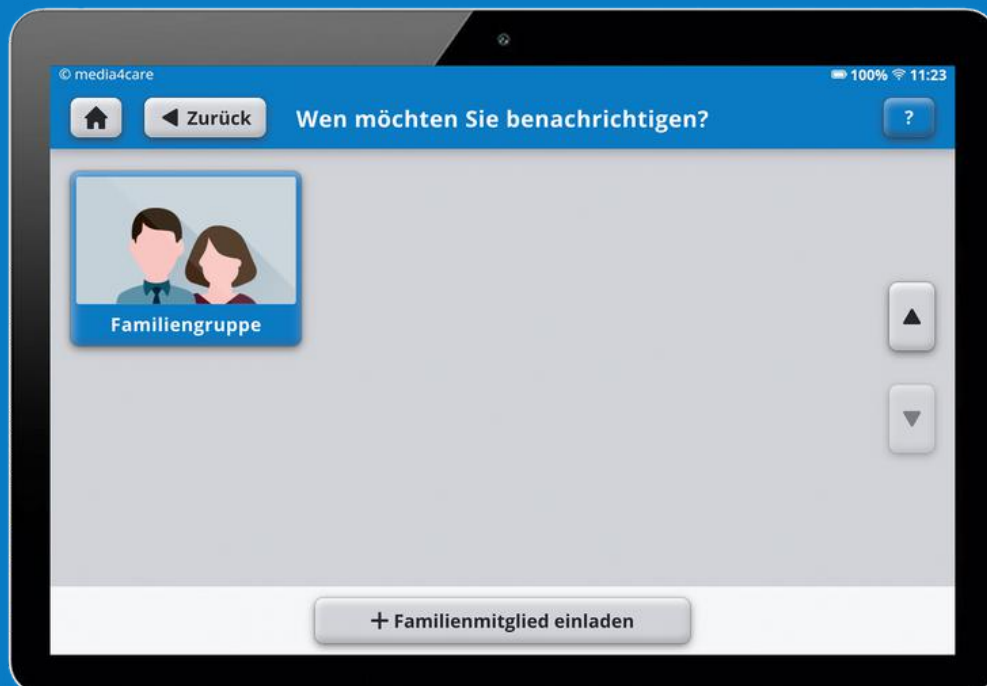 © media4care
100% 11:23
Zurück
Wen möchten Sie benachrichtigen?
?
Familiengruppe
+ Familienmitglied einladen